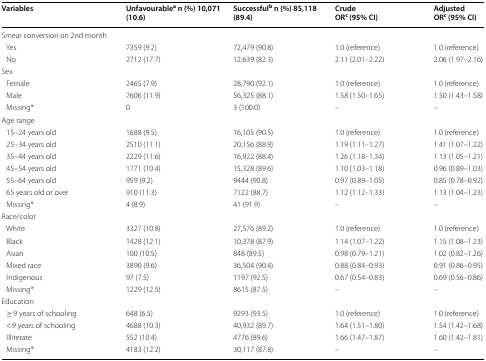 Variables Unfavourableᵃ n (%) 10,071 (10.6) Successfulᵇ n (%) 85,118 (89.4) Crude ORᶜ (95% CI) Adjusted ORᶜ (95% CI)
Smear conversion on 2nd month
Yes 7359 (9.2) 72,479 (90.8) 1.0 (reference) 1.0 (reference)
No 2712 (17.7) 12,639 (82.3) 2.11 (2.01–2.22) 2.06 (1.97–2.16)
Sex
Female 2465 (7.9) 28,790 (92.1) 1.0 (reference) 1.0 (reference)
Male 7606 (11.9) 56,325 (88.1) 1.58 (1.50–1.65) 1.50 (1.43–1.58)
Missing* 0 3 (100.0) – –
Age range
15–24 years old 1688 (9.5) 16,105 (90.5) 1.0 (reference) 1.0 (reference)
25–34 years old 2510 (11.1) 20,156 (88.9) 1.19 (1.11–1.27) 1.41 (1.07–1.22)
35–44 years old 2229 (11.6) 16,922 (88.4) 1.26 (1.18–1.34) 1.13 (1.05–1.21)
45–54 years old 1771 (10.4) 15,328 (89.6) 1.10 (1.03–1.18) 0.96 (0.89–1.03)
55–64 years old 959 (9.2) 9444 (90.8) 0.97 (0.89–1.05) 0.85 (0.78–0.92)
65 years old or over 910 (11.3) 7122 (88.7) 1.12 (1.12–1.33) 1.13 (1.04–1.23)
Missing* 4 (8.9) 41 (91.9) – –
Race/color
White 3327 (10.8) 27,576 (89.2) 1.0 (reference) 1.0 (reference)
Black 1428 (12.1) 10,378 (87.9) 1.14 (1.07–1.22) 1.15 (1.08–1.23)
Asian 100 (10.5) 848 (89.5) 0.98 (0.79–1.21) 1.02 (0.82–1.26)
Mixed race 3890 (9.6) 36,504 (90.4) 0.88 (0.84–0.93) 0.91 (0.86–0.95)
Indigenous 97 (7.5) 1197 (92.5) 0.67 (0.54–0.83) 0.69 (0.56–0.86)
Missing* 1229 (12.5) 8615 (87.5) – –
Education
≥ 9 years of schooling 648 (6.5) 9293 (93.5) 1.0 (reference) 1.0 (reference)
< 9 years of schooling 4688 (10.3) 40,932 (89.7) 1.64 (1.51–1.80) 1.54 (1.42–1.68)
Illiterate 552 (10.4) 4776 (89.6) 1.66 (1.47–1.87) 1.60 (1.42–1.81)
Missing* 4183 (12.2) 30,117 (87.8) – –